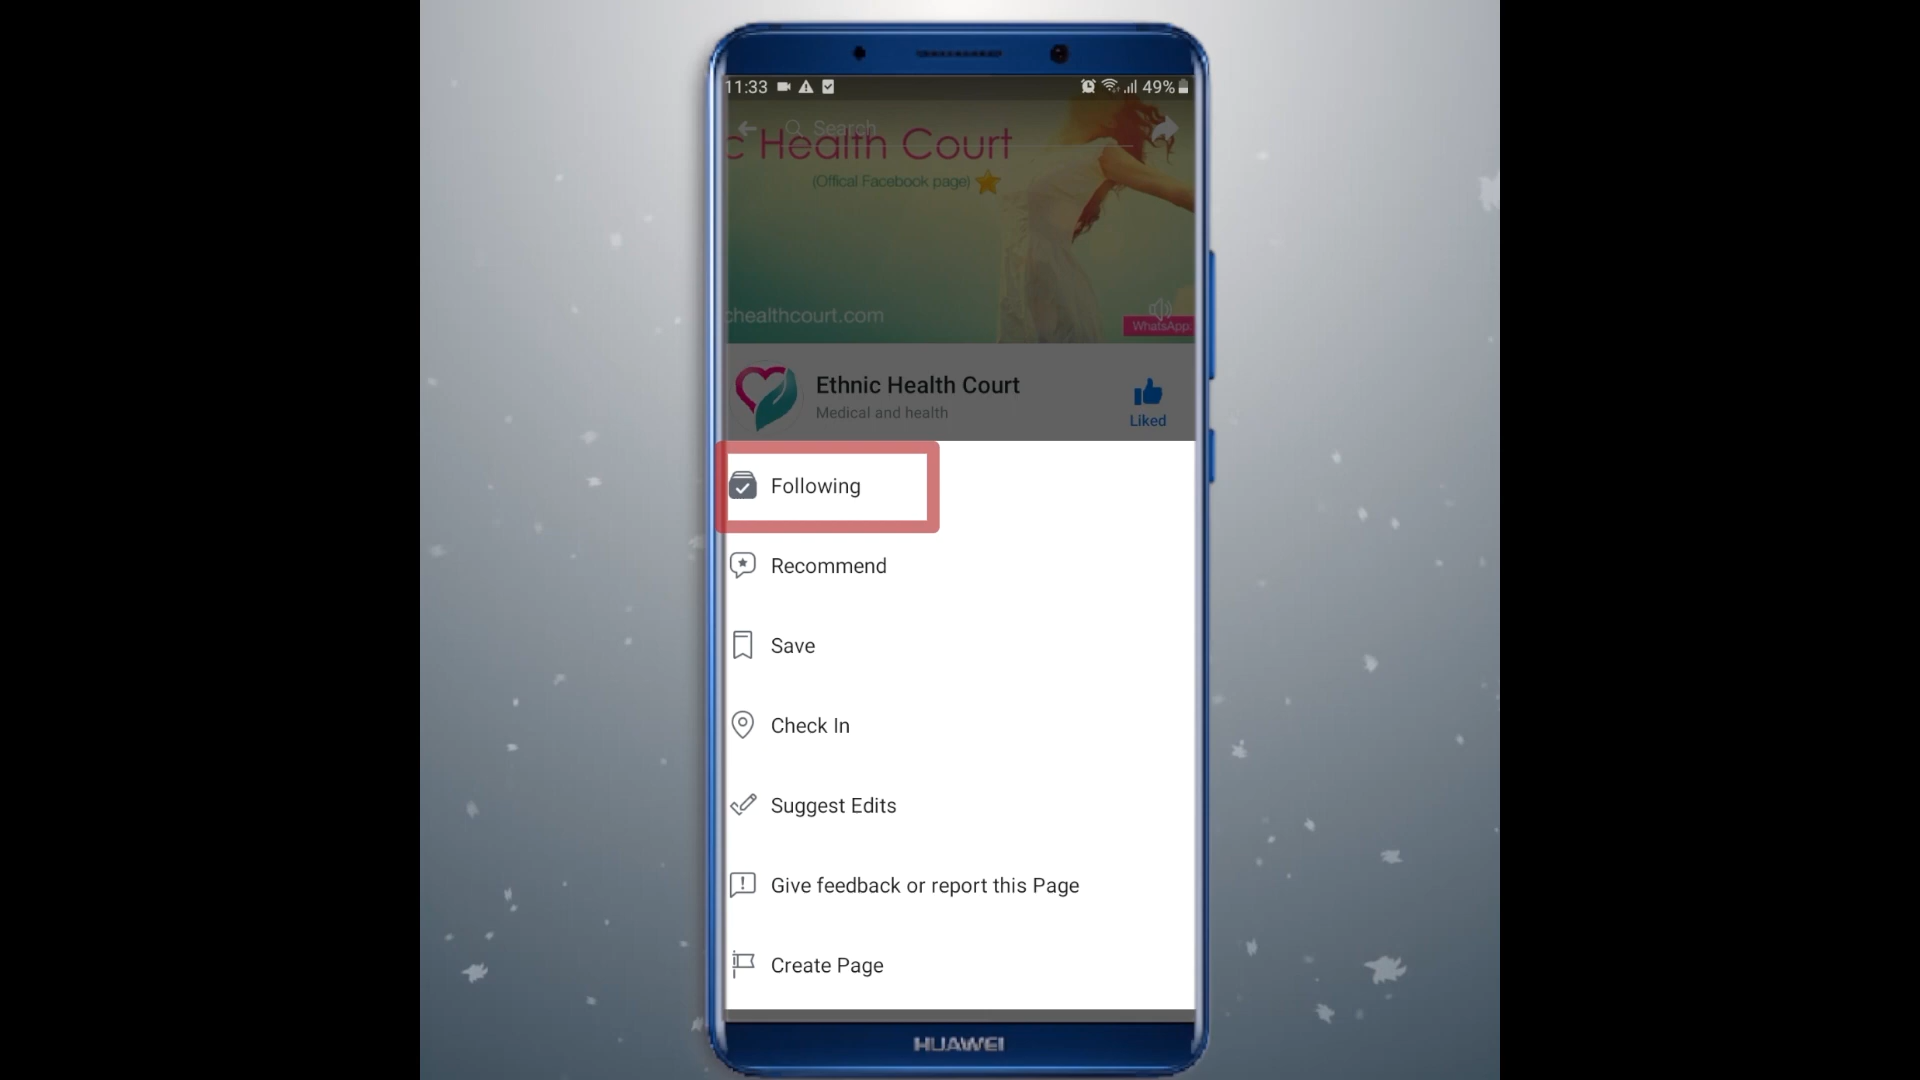 11:33 49%
Search
c Health Court
(Offical Facebook page)
chealthcourt.com
WhatsApp:
Ethnic Health Court
Medical and health
Liked
Following
Recommend
Save
Check In
Suggest Edits
Give feedback or report this Page
Create Page
HUAWEI